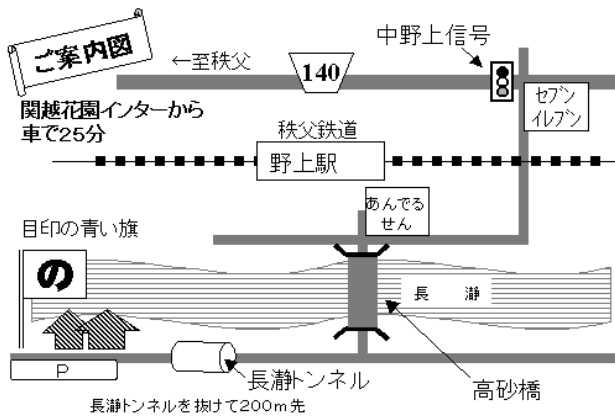 ご案内図
←至秩父
140
中野上信号
関越花園インターから
車で25分
セブン
イレブン
秩父鉄道
野上駅
あんでる
せん
目印の青い旗
の
長　瀞
P
長瀞トンネル
高砂橋
長瀞トンネルを抜けて200m先